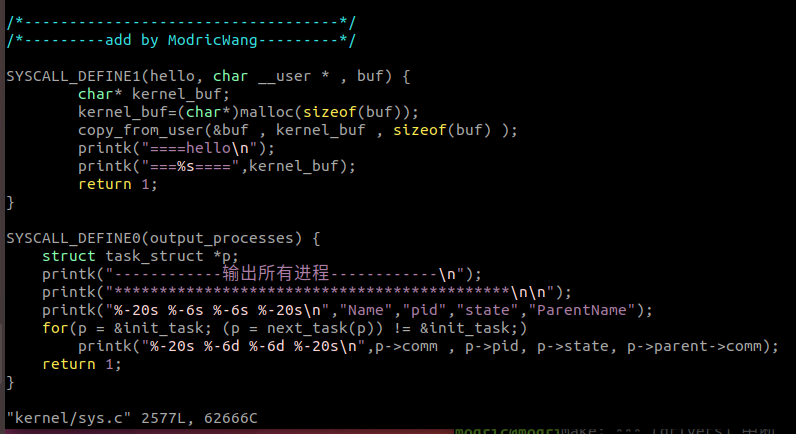 /*-----------------------------------*/
/*---------add by ModricWang---------*/
SYSCALL_DEFINE1(hello, char __user * , buf) {
        char* kernel_buf;
        kernel_buf=(char*)malloc(sizeof(buf));
        copy_from_user(&buf , kernel_buf , sizeof(buf) );
        printk("====hello\n");
        printk("===%s====",kernel_buf);
        return 1;
}
SYSCALL_DEFINE0(output_processes) {
    struct task_struct *p;
    printk("------------输出所有进程------------\n");
    printk("********************************************\n\n");
    printk("%-20s %-6s %-6s %-20s\n","Name","pid","state","ParentName");
    for(p = &init_task; (p = next_task(p)) != &init_task;)
        printk("%-20s %-6d %-6d %-20s\n",p->comm , p->pid, p->state, p->parent->comm);
    return 1;
}
"kernel/sys.c" 2577L, 62666C